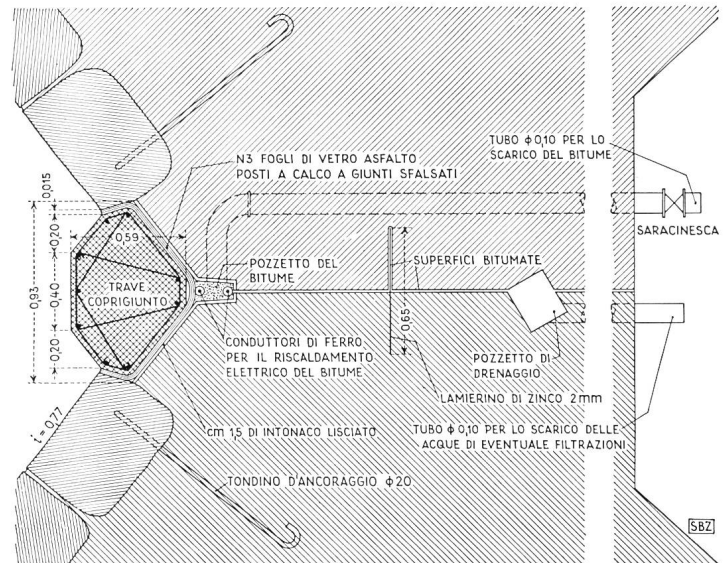 TUBO ϕ 0,10 PER LO
SCARICO DEL BITUME
N3 FOGLI DI VETRO ASFALTO
POSTI A CALCO A GIUNTI SFALSATI
0,015
0,20
0,59
SARACINESCA
POZZETTO DEL
BITUME
SUPERFICI BITUMATE
TRAVE
COPRIGIUNTO
0,93
0,40
0,65
CONDUTTORI DI FERRO
PER IL RISCALDAMENTO
ELETTRICO DEL BITUME
0,20
POZZETTO DI
DRENAGGIO
LAMIERINO DI ZINCO 2mm
i=0,77
cm 1,5 DI INTONACO LISCIATO
TUBO ϕ 0,10 PER LO SCARICO DELLE
ACQUE DI EVENTUALE FILTRAZIONI
TONDINO D'ANCORAGGIO ϕ20
SBZ